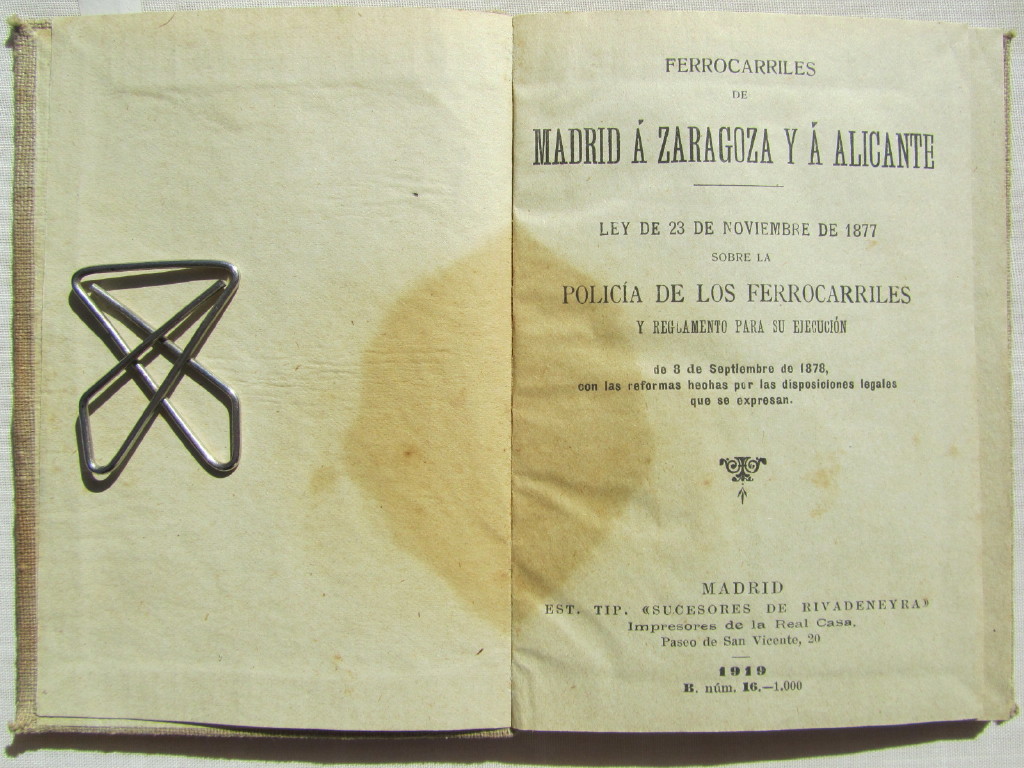 FERROCARRILES
DE
MADRID Á ZARAGOZA Y Á ALICANTE
LEY DE 23 DE NOVIEMBRE DE 1877
SOBRE LA
POLICÍA DE LOS FERROCARRILES
Y REGLAMENTO PARA SU EJECUCIÓN
de 8 de Septiembre de 1878,
con las reformas hechas por las disposiciones legales
que se expresan.
MADRID
EST. TIP. «SUCESORES DE RIVADENEYRA»
Impresores de la Real Casa.
Paseo de San Vicente, 20
1919
B. núm. 16.—1.000